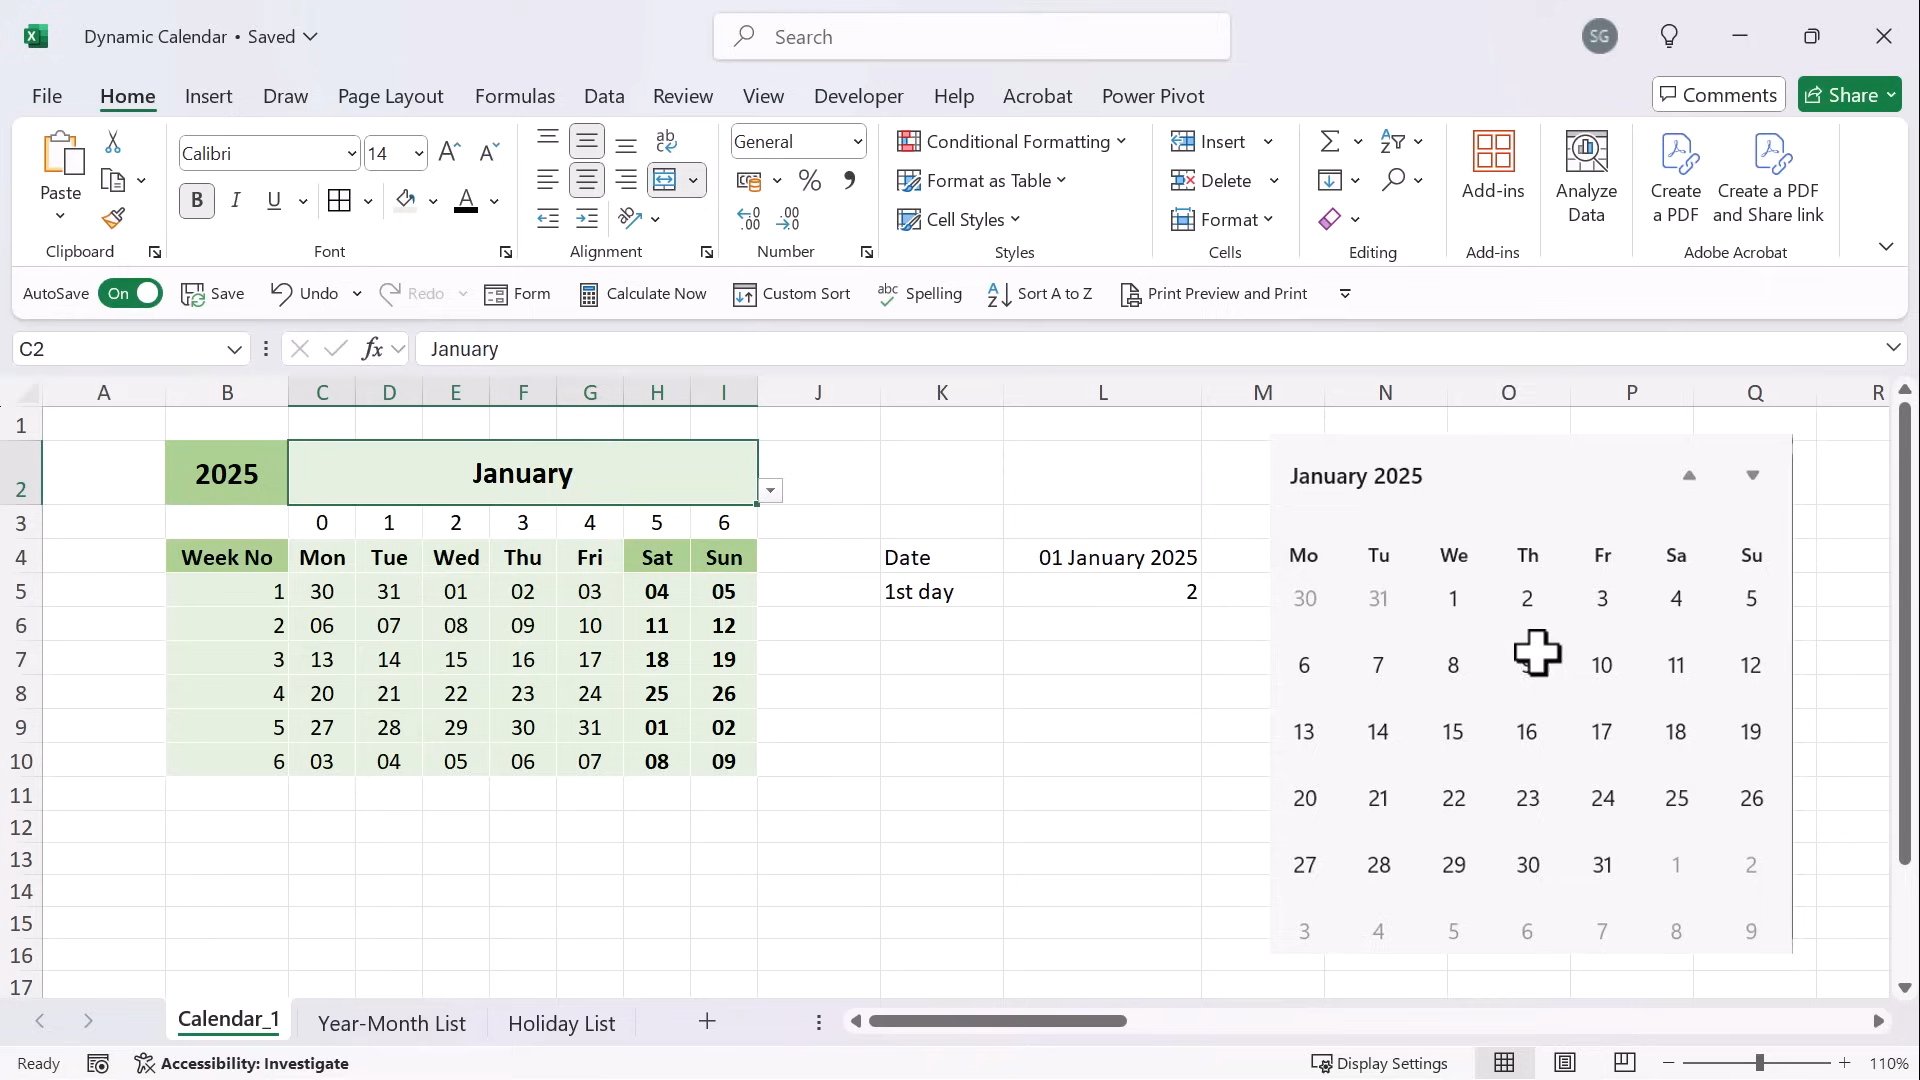 Dynamic Calendar • Saved
Search
SG
File Home Insert Draw Page Layout Formulas Data Review View Developer Help Acrobat Power Pivot
Comments
Share
Paste
Clipboard
Calibri
14
B I U
Font
Alignment
General
Number
Conditional Formatting
Format as Table
Cell Styles
Styles
Insert
Delete
Format
Cells
Editing
Add-ins
Add-ins
Analyze
Data
Create
a PDF
Create a PDF
and Share link
Adobe Acrobat
AutoSave On Save Undo Redo Form Calculate Now Custom Sort Spelling Sort A to Z Print Preview and Print
C2
fx
January
A B C D E F G H I J K L M N O P Q R
1
2 2025 January
3 0 1 2 3 4 5 6
4 Week No Mon Tue Wed Thu Fri Sat Sun Date 01 January 2025
5 1 30 31 01 02 03 04 05 1st day 2
6 2 06 07 08 09 10 11 12
7 3 13 14 15 16 17 18 19
8 4 20 21 22 23 24 25 26
9 5 27 28 29 30 31 01 02
10 6 03 04 05 06 07 08 09
11
12
13
14
15
16
17
January 2025
Mo Tu We Th Fr Sa Su
30 31 1 2 3 4 5
6 7 8 10 11 12
13 14 15 16 17 18 19
20 21 22 23 24 25 26
27 28 29 30 31 1 2
3 4 5 6 7 8 9
Calendar_1 Year-Month List Holiday List
Ready Accessibility: Investigate Display Settings 110%